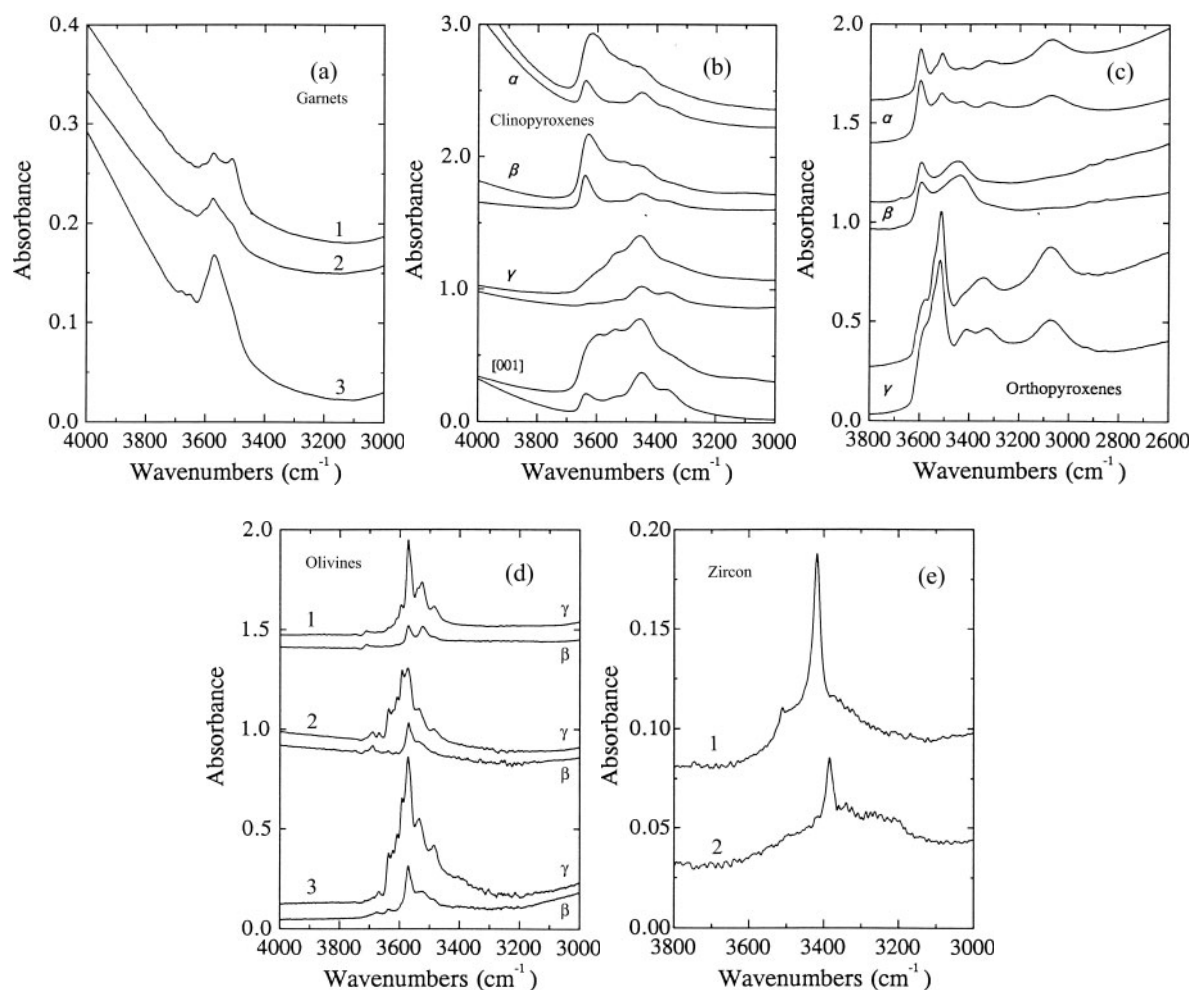 0.4
0.3
0.2
0.1
0.0
Absorbance
(a)
Garnets
1
2
3
4000 3800 3600 3400 3200 3000
Wavenumbers (cm-1)
3.0
2.0
1.0
0.0
Absorbance
(b)
α
Clinopyroxenes
β
γ
[001]
4000 3800 3600 3400 3200 3000
Wavenumbers (cm-1)
2.0
1.5
1.0
0.5
0.0
Absorbance
(c)
α
β
γ
Orthopyroxenes
3800 3600 3400 3200 3000 2800 2600
Wavenumbers (cm-1)
2.0
1.5
1.0
0.5
0.0
Absorbance
Olivines
(d)
1
γ
β
2
γ
β
3
γ
β
4000 3800 3600 3400 3200 3000
Wavenumbers (cm-1)
0.20
0.15
0.10
0.05
0.00
Absorbance
Zircon
(e)
1
2
3800 3600 3400 3200 3000
Wavenumbers (cm-1)